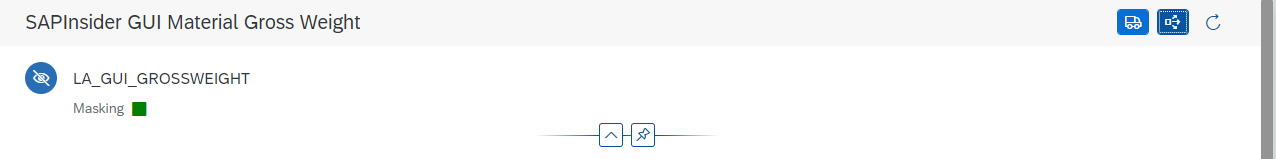 SAPInsider GUI Material Gross Weight
LA_GUI_GROSSWEIGHT
Masking